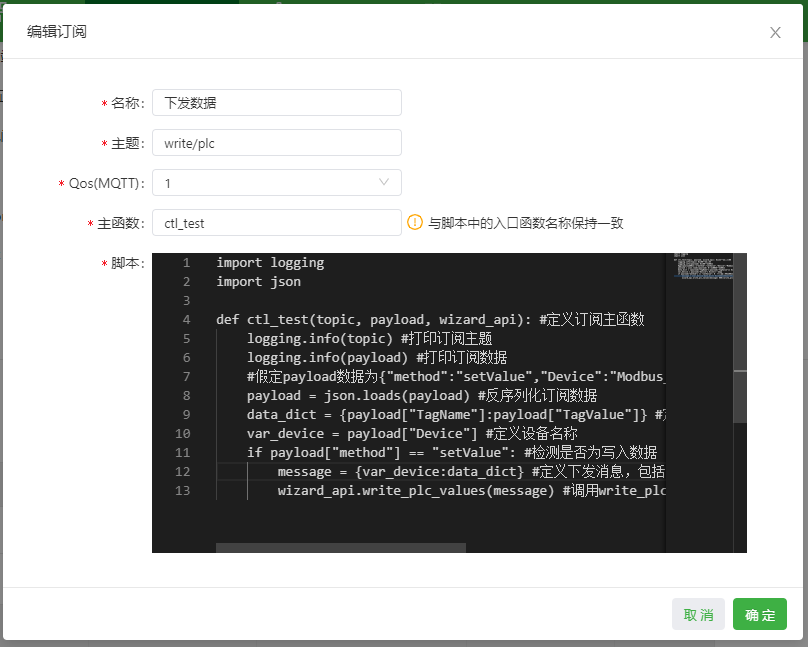 编辑订阅
* 名称: 下发数据
* 主题: write/plc
* Qos(MQTT): 1
* 主函数: ctl_test 与脚本中的入口函数名称保持一致
* 脚本:
1 import logging
2 import json
3
4 def ctl_test(topic, payload, wizard_api): #定义订阅主函数
5 logging.info(topic) #打印订阅主题
6 logging.info(payload) #打印订阅数据
7 #假定payload数据为{"method":"setValue","Device":"Modbus_
8 payload = json.loads(payload) #反序列化订阅数据
9 data_dict = {payload["TagName"]:payload["TagValue"]} #
10 var_device = payload["Device"] #定义设备名称
11 if payload["method"] == "setValue": #检测是否为写入数据
12 message = {var_device:data_dict} #定义下发消息，包括
13 wizard_api.write_plc_values(message) #调用write_plc
取 消
确 定